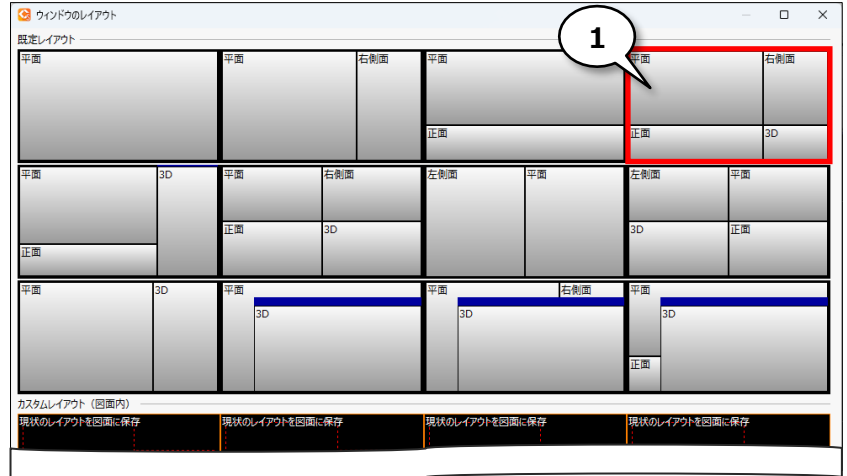 ウィンドウのレイアウト
既定レイアウト
1
平面
平面 右側面
平面
正面
平面 右側面
正面 3D
平面 3D
正面
平面 右側面
正面 3D
左側面 平面
左側面 平面
3D 正面
平面 3D
平面
3D
平面 右側面
3D
平面
3D
正面
カスタムレイアウト（図面内）
現状のレイアウトを図面に保存 現状のレイアウトを図面に保存 現状のレイアウトを図面に保存 現状のレイアウトを図面に保存